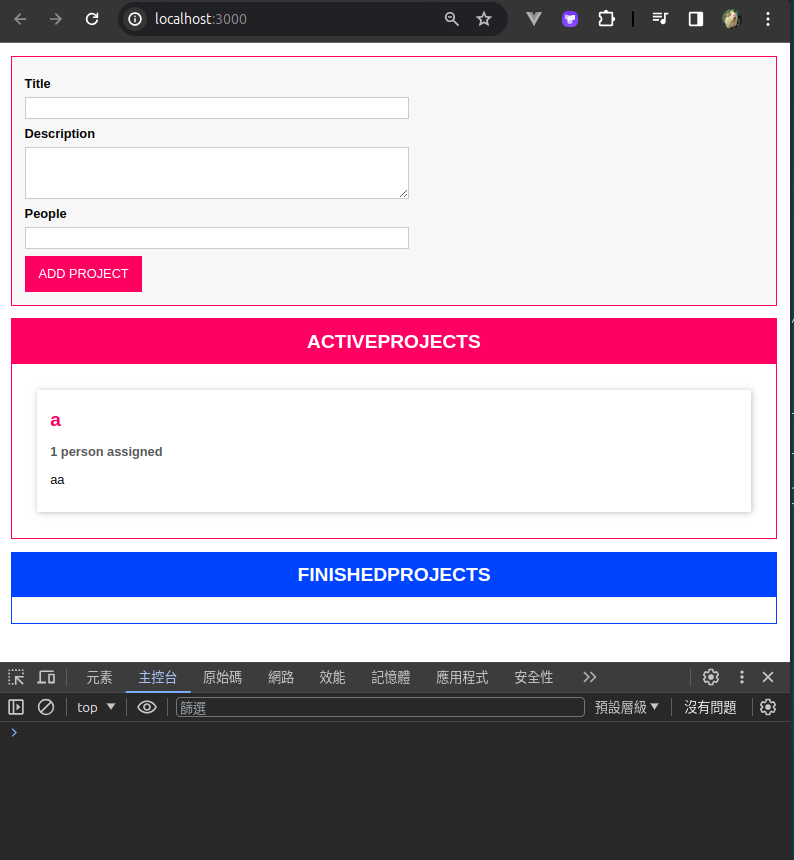 localhost:3000
Title
Description
People
ADD PROJECT
ACTIVEPROJECTS
a
1 person assigned
aa
FINISHEDPROJECTS
元素 主控台 原始碼 網路 效能 記憶體 應用程式 安全性
top ▼ 篩選 預設層級 ▼ 沒有問題